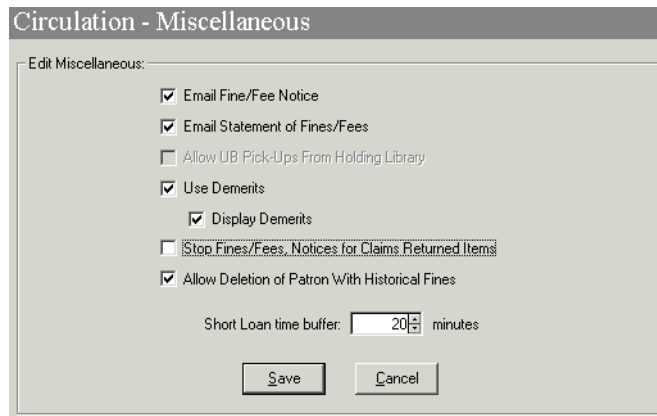 Circulation - Miscellaneous
Edit Miscellaneous:
Email Fine/Fee Notice
Email Statement of Fines/Fees
Allow UB Pick-Ups From Holding Library
Use Demerits
Display Demerits
Stop Fines/Fees, Notices for Claims Returned Items
Allow Deletion of Patron With Historical Fines
Short Loan time buffer: 20 minutes
Save Cancel